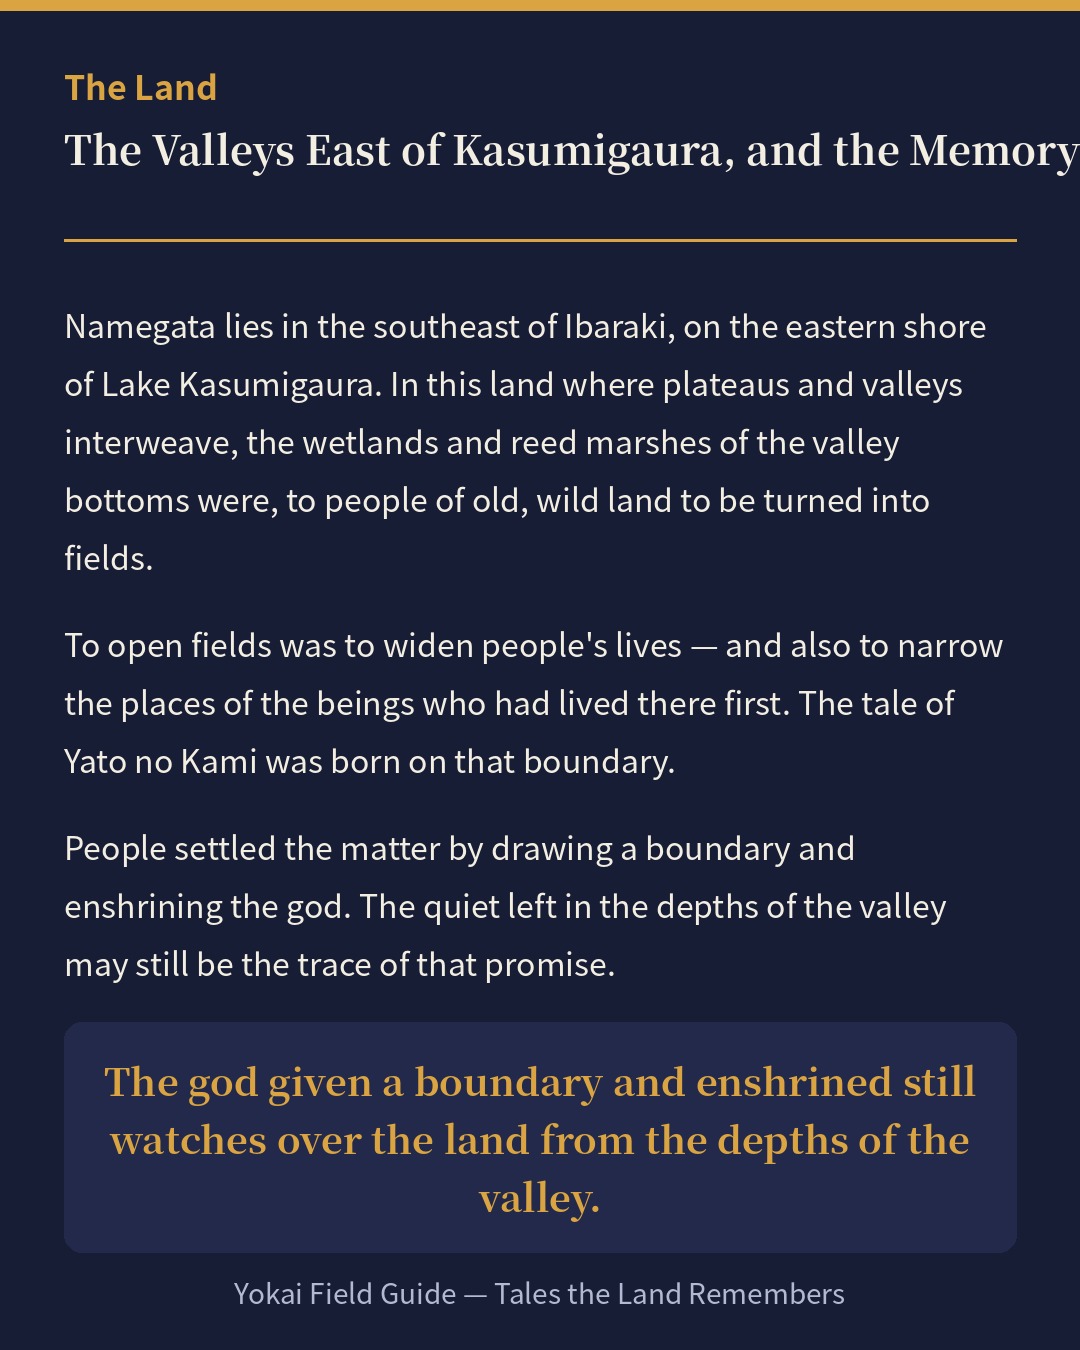 The Land
The Valleys East of Kasumigaura, and the Memory
Namegata lies in the southeast of Ibaraki, on the eastern shore
of Lake Kasumigaura. In this land where plateaus and valleys
interweave, the wetlands and reed marshes of the valley
bottoms were, to people of old, wild land to be turned into
fields.
To open fields was to widen people's lives — and also to narrow
the places of the beings who had lived there first. The tale of
Yato no Kami was born on that boundary.
People settled the matter by drawing a boundary and
enshrining the god. The quiet left in the depths of the valley
may still be the trace of that promise.
The god given a boundary and enshrined still
watches over the land from the depths of the
valley.
Yokai Field Guide — Tales the Land Remembers